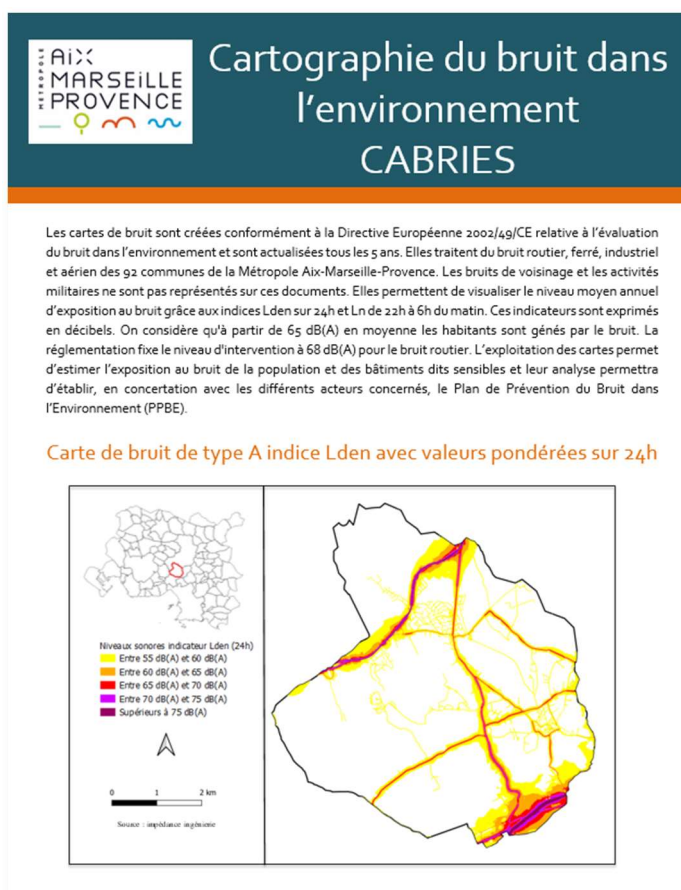 MÉTROPOLE
AIX
MARSEILLE
PROVENCE
Cartographie du bruit dans
l’environnement
CABRIES
Les cartes de bruit sont créées conformément à la Directive Européenne 2002/49/CE relative à l’évaluation
du bruit dans l’environnement et sont actualisées tous les 5 ans. Elles traitent du bruit routier, ferré, industriel
et aérien des 92 communes de la Métropole Aix-Marseille-Provence. Les bruits de voisinage et les activités
militaires ne sont pas représentés sur ces documents. Elles permettent de visualiser le niveau moyen annuel
d’exposition au bruit grâce aux indices Lden sur 24h et Ln de 22h à 6h du matin. Ces indicateurs sont exprimés
en décibels. On considère qu'à partir de 65 dB(A) en moyenne les habitants sont génés par le bruit. La
réglementation fixe le niveau d'intervention à 68 dB(A) pour le bruit routier. L’exploitation des cartes permet
d’estimer l’exposition au bruit de la population et des bâtiments dits sensibles et leur analyse permettra
d’établir, en concertation avec les différents acteurs concernés, le Plan de Prévention du Bruit dans
l’Environnement (PPBE).
Carte de bruit de type A indice Lden avec valeurs pondérées sur 24h
Niveaux sonores indicateur Lden (24h)
Entre 55 dB(A) et 60 dB(A)
Entre 60 dB(A) et 65 dB(A)
Entre 65 dB(A) et 70 dB(A)
Entre 70 dB(A) et 75 dB(A)
Supérieurs à 75 dB(A)
0 1 2 km
Source : impédance ingénierie